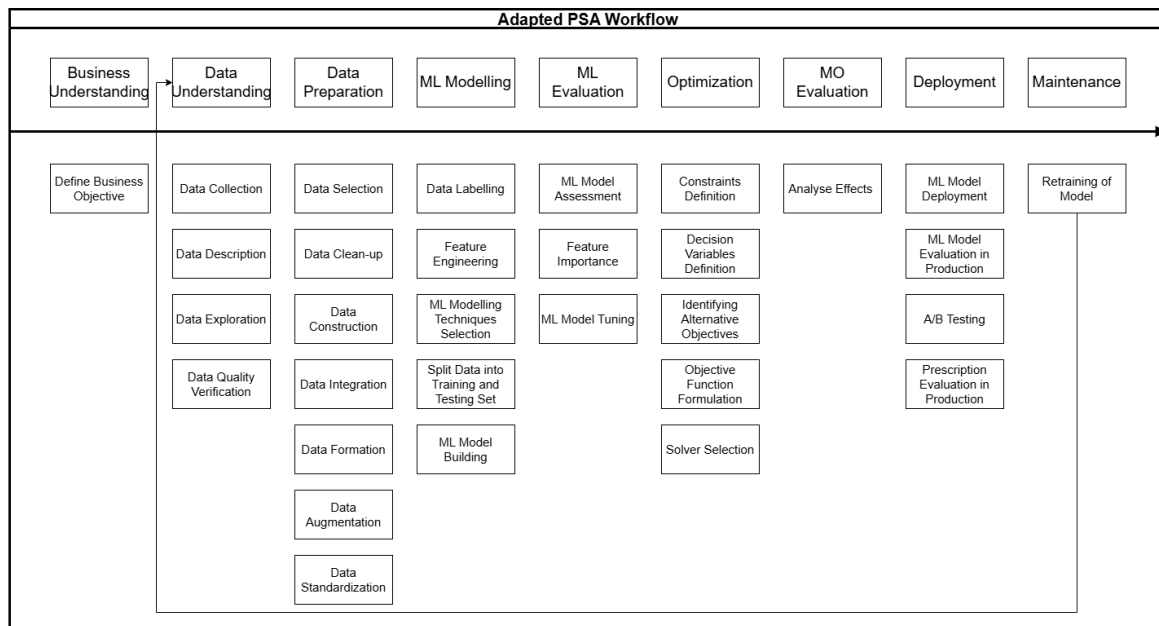 Adapted PSA Workflow
Business
Understanding
Data
Understanding
Data
Preparation
ML Modelling
ML
Evaluation
Optimization
MO
Evaluation
Deployment
Maintenance
Define Business
Objective
Data Collection
Data Description
Data Exploration
Data Quality
Verification
Data Selection
Data Clean-up
Data
Construction
Data Integration
Data Formation
Data
Augmentation
Data
Standardization
Data Labelling
Feature
Engineering
ML Modelling
Techniques
Selection
Split Data into
Training and
Testing Set
ML Model
Building
ML Model
Assessment
Feature
Importance
ML Model Tuning
Constraints
Definition
Decision
Variables
Definition
Identifying
Alternative
Objectives
Objective
Function
Formulation
Solver Selection
Analyse Effects
ML Model
Deployment
ML Model
Evaluation in
Production
A/B Testing
Prescription
Evaluation in
Production
Retraining of
Model